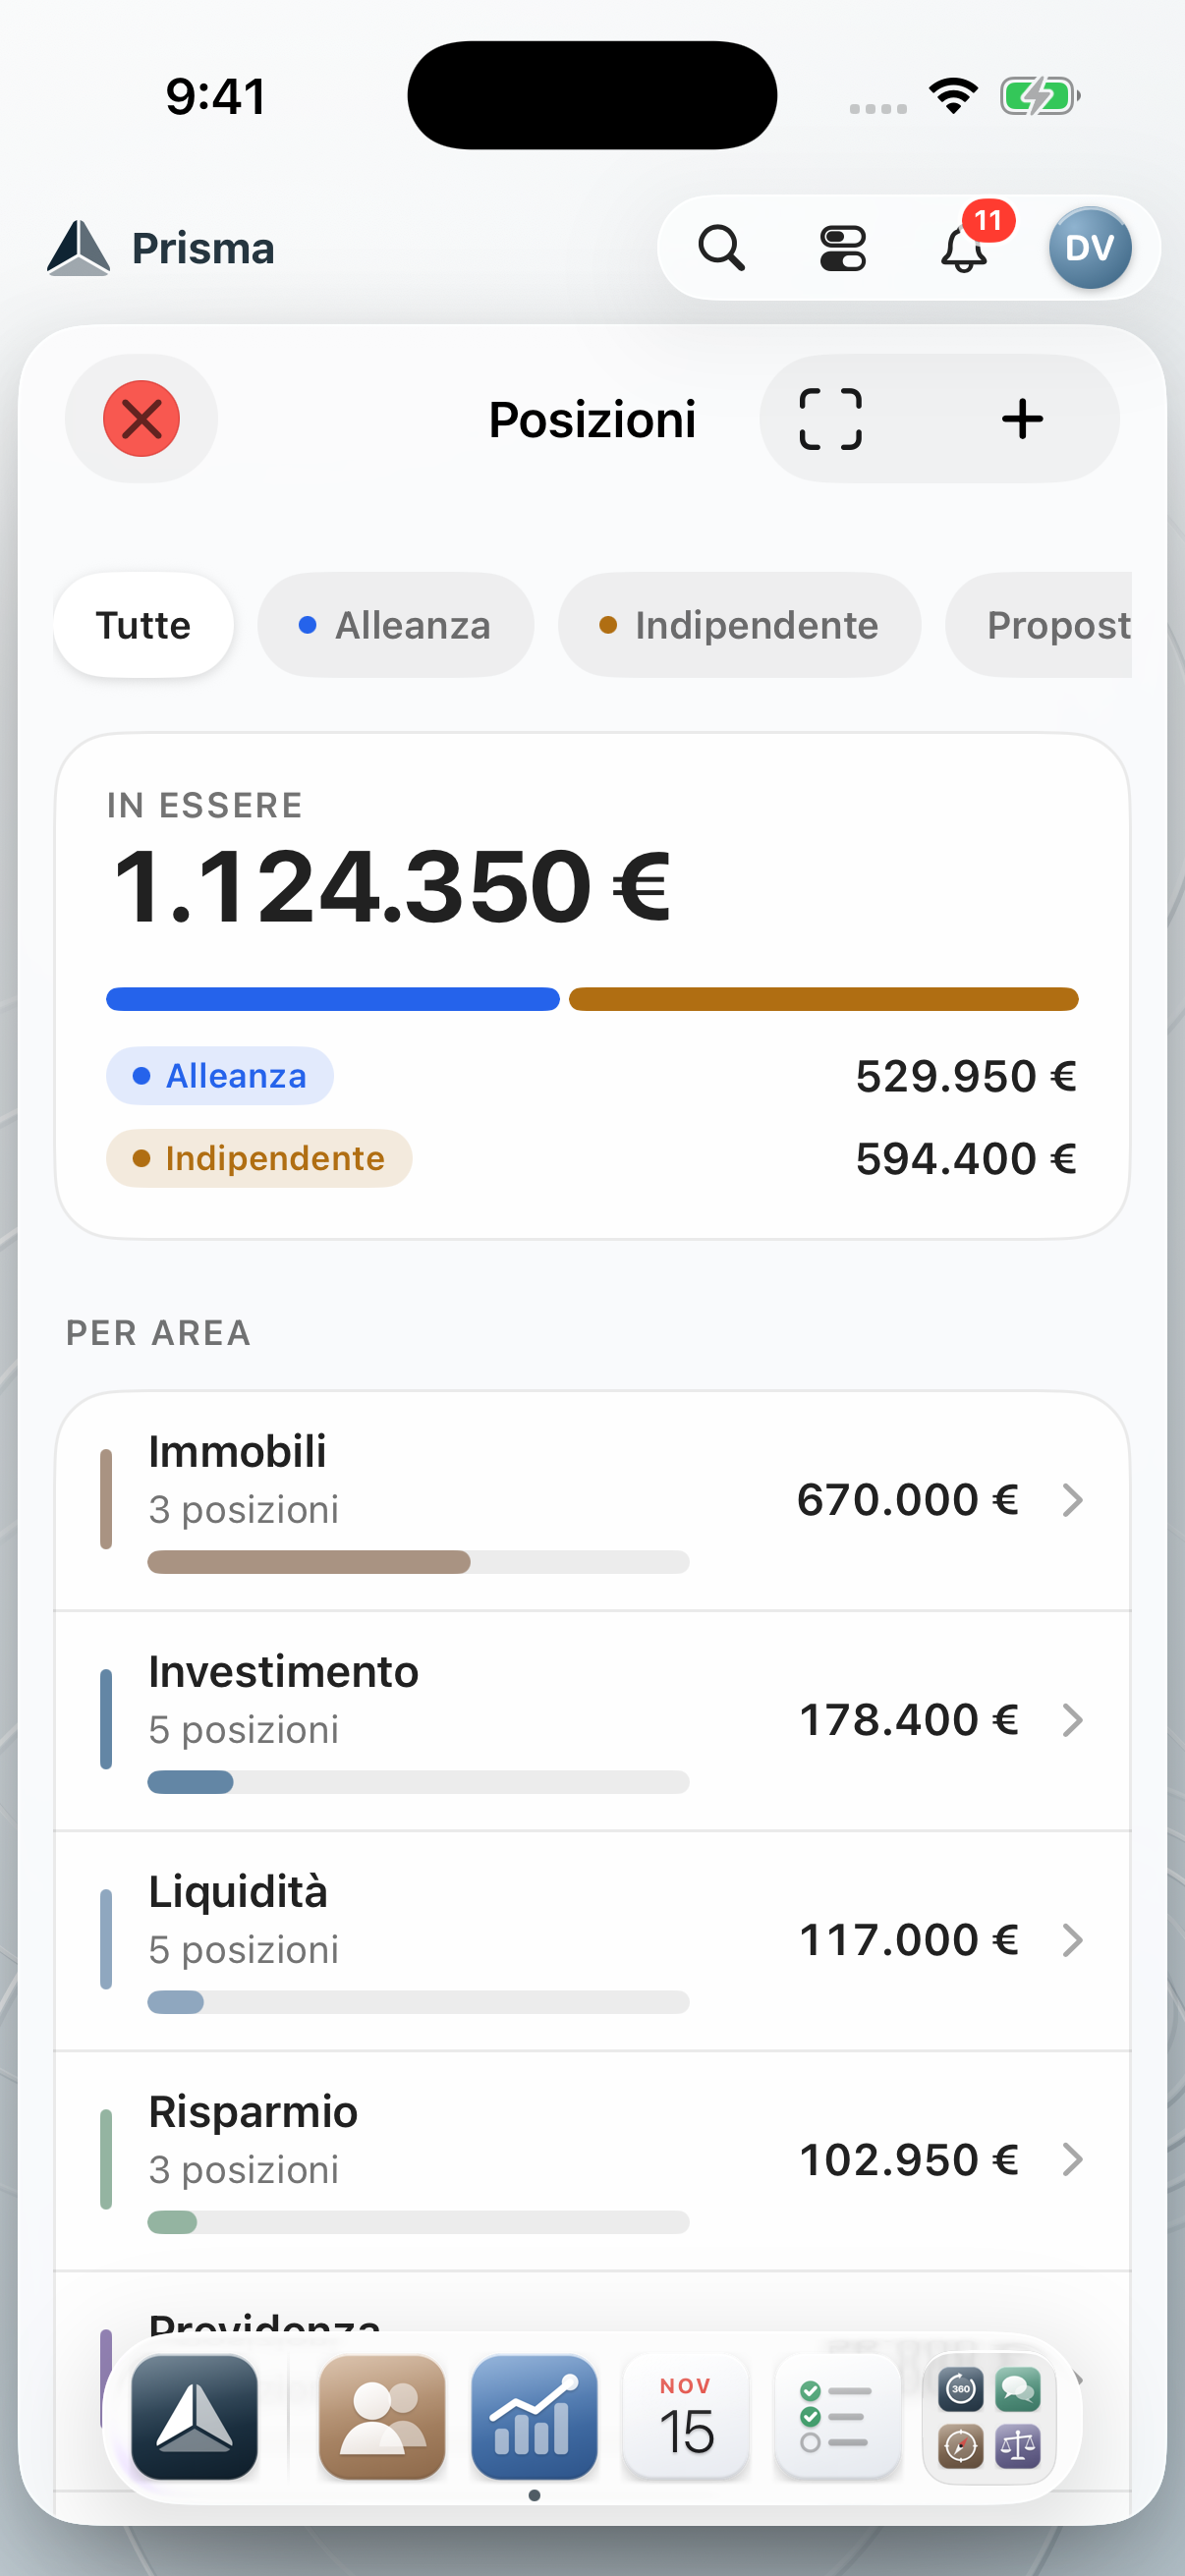 9:41
Prisma
11
DV
Posizioni
Tutte
Alleanza
Indipendente
Propost
IN ESSERE
1.124.350 €
Alleanza
529.950 €
Indipendente
594.400 €
PER AREA
Immobili
3 posizioni
670.000 €
Investimento
5 posizioni
178.400 €
Liquidità
5 posizioni
117.000 €
Risparmio
3 posizioni
102.950 €
Previdenza
NOV
15
360